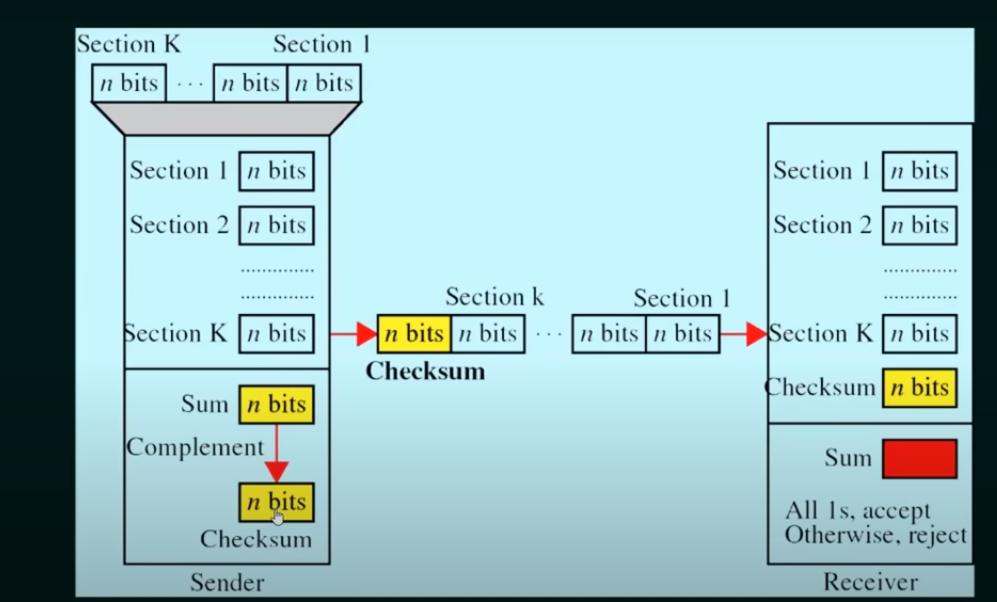 Section K Section 1
n bits ... n bits n bits
Section 1 n bits
Section 2 n bits
Section K n bits
Sum n bits
Complement
n bits
Checksum
Sender
Section k Section 1
n bits n bits ... n bits n bits
Checksum
Section 1 n bits
Section 2 n bits
Section K n bits
Checksum n bits
Sum
All 1s, accept
Otherwise, reject
Receiver